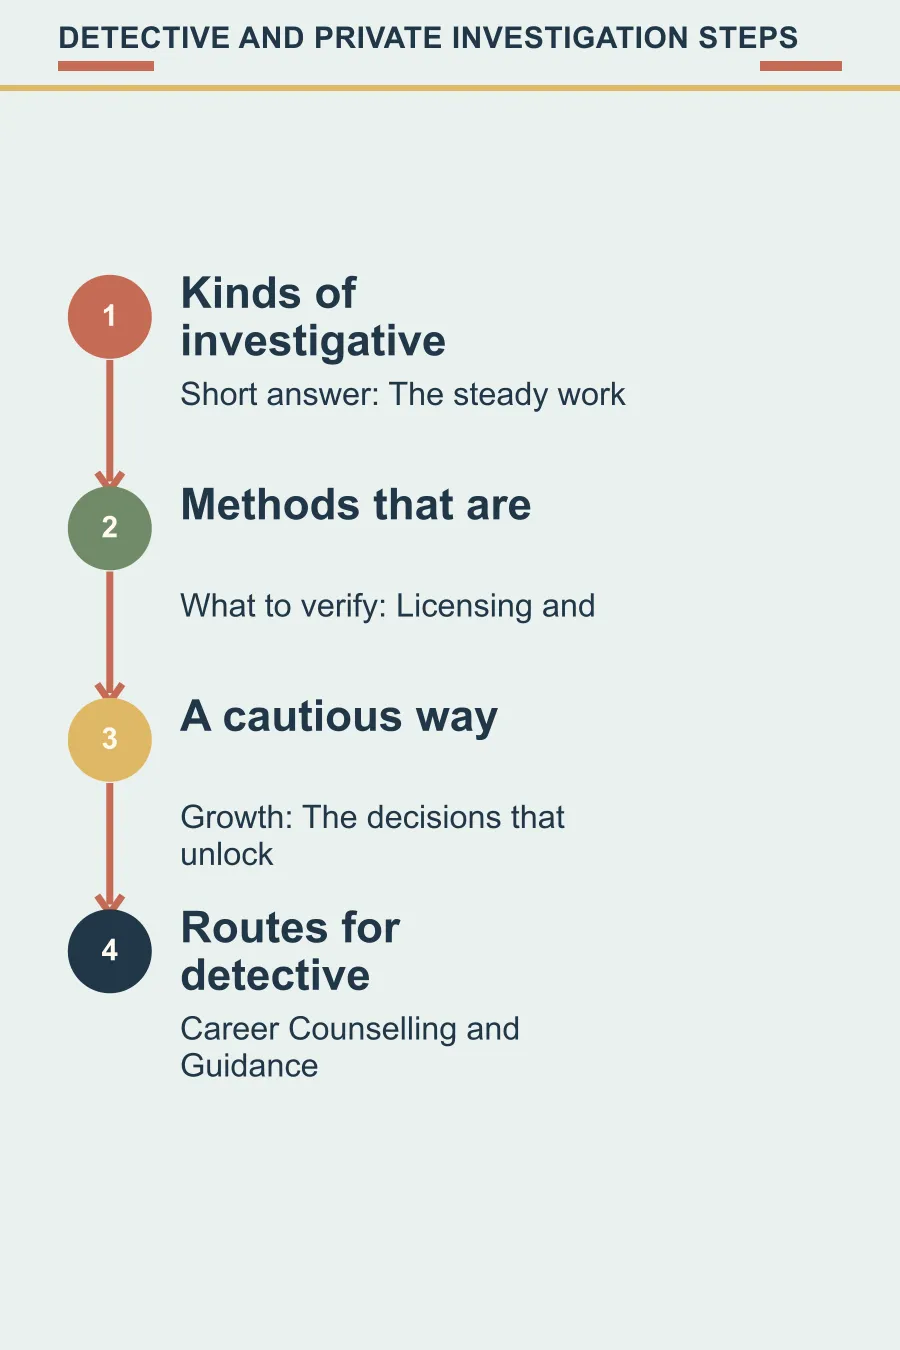 DETECTIVE AND PRIVATE INVESTIGATION STEPS
1
Kinds of
investigative
Short answer: The steady work
2
Methods that are
What to verify: Licensing and
3
A cautious way
Growth: The decisions that
unlock
4
Routes for
detective
Career Counselling and
Guidance